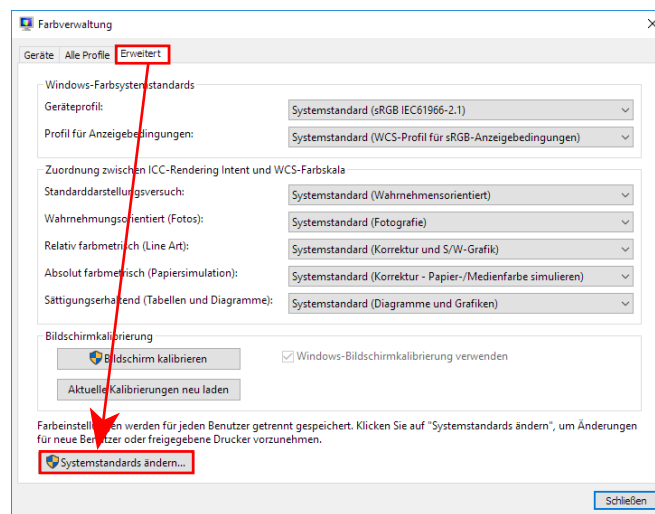 Farbverwaltung
Geräte Alle Profile Erweitert
Windows-Farbsystemstandards
Geräteprofil: Systemstandard (sRGB IEC61966-2.1)
Profil für Anzeigebedingungen: Systemstandard (WCS-Profil für sRGB-Anzeigebedingungen)
Zuordnung zwischen ICC-Rendering Intent und WCS-Farbskala
Standarddarstellungsversuch: Systemstandard (Wahrnehmensorientiert)
Wahrnehmungsorientiert (Fotos): Systemstandard (Fotografie)
Relativ farbmetrisch (Line Art): Systemstandard (Korrektur und S/W-Grafik)
Absolut farbmetrisch (Papiersimulation): Systemstandard (Korrektur - Papier-/Medienfarbe simulieren)
Sättigungserhaltend (Tabellen und Diagramme): Systemstandard (Diagramme und Grafiken)
Bildschirmkalibrierung
Bildschirm kalibrieren Windows-Bildschirmkalibrierung verwenden
Aktuelle Kalibrierungen neu laden
Farbeinstellungen werden für jeden Benutzer getrennt gespeichert. Klicken Sie auf "Systemstandards ändern", um Änderungen
für neue Benutzer oder freigegebene Drucker vorzunehmen.
Systemstandards ändern...
Schließen